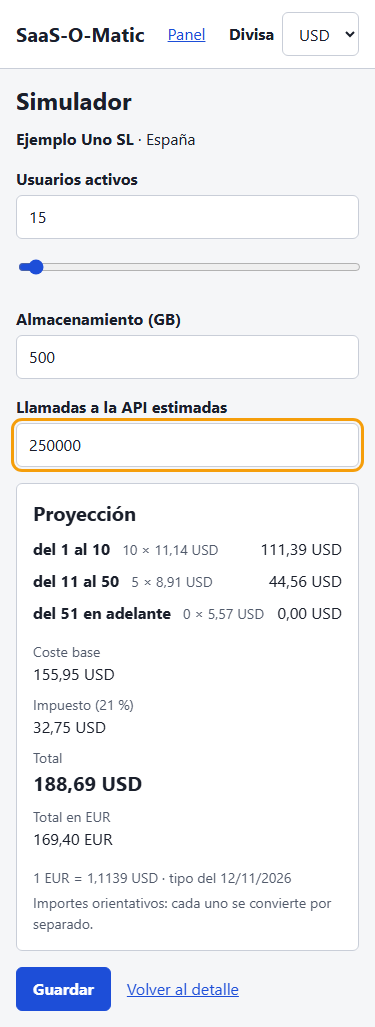 SaaS-O-Matic Panel Divisa USD
Simulador
Ejemplo Uno SL · España
Usuarios activos
15
Almacenamiento (GB)
500
Llamadas a la API estimadas
250000
Proyección
del 1 al 10 10 × 11,14 USD 111,39 USD
del 11 al 50 5 × 8,91 USD 44,56 USD
del 51 en adelante 0 × 5,57 USD 0,00 USD
Coste base
155,95 USD
Impuesto (21 %)
32,75 USD
Total
188,69 USD
Total en EUR
169,40 EUR
1 EUR = 1,1139 USD · tipo del 12/11/2026
Importes orientativos: cada uno se convierte por
separado.
Guardar Volver al detalle